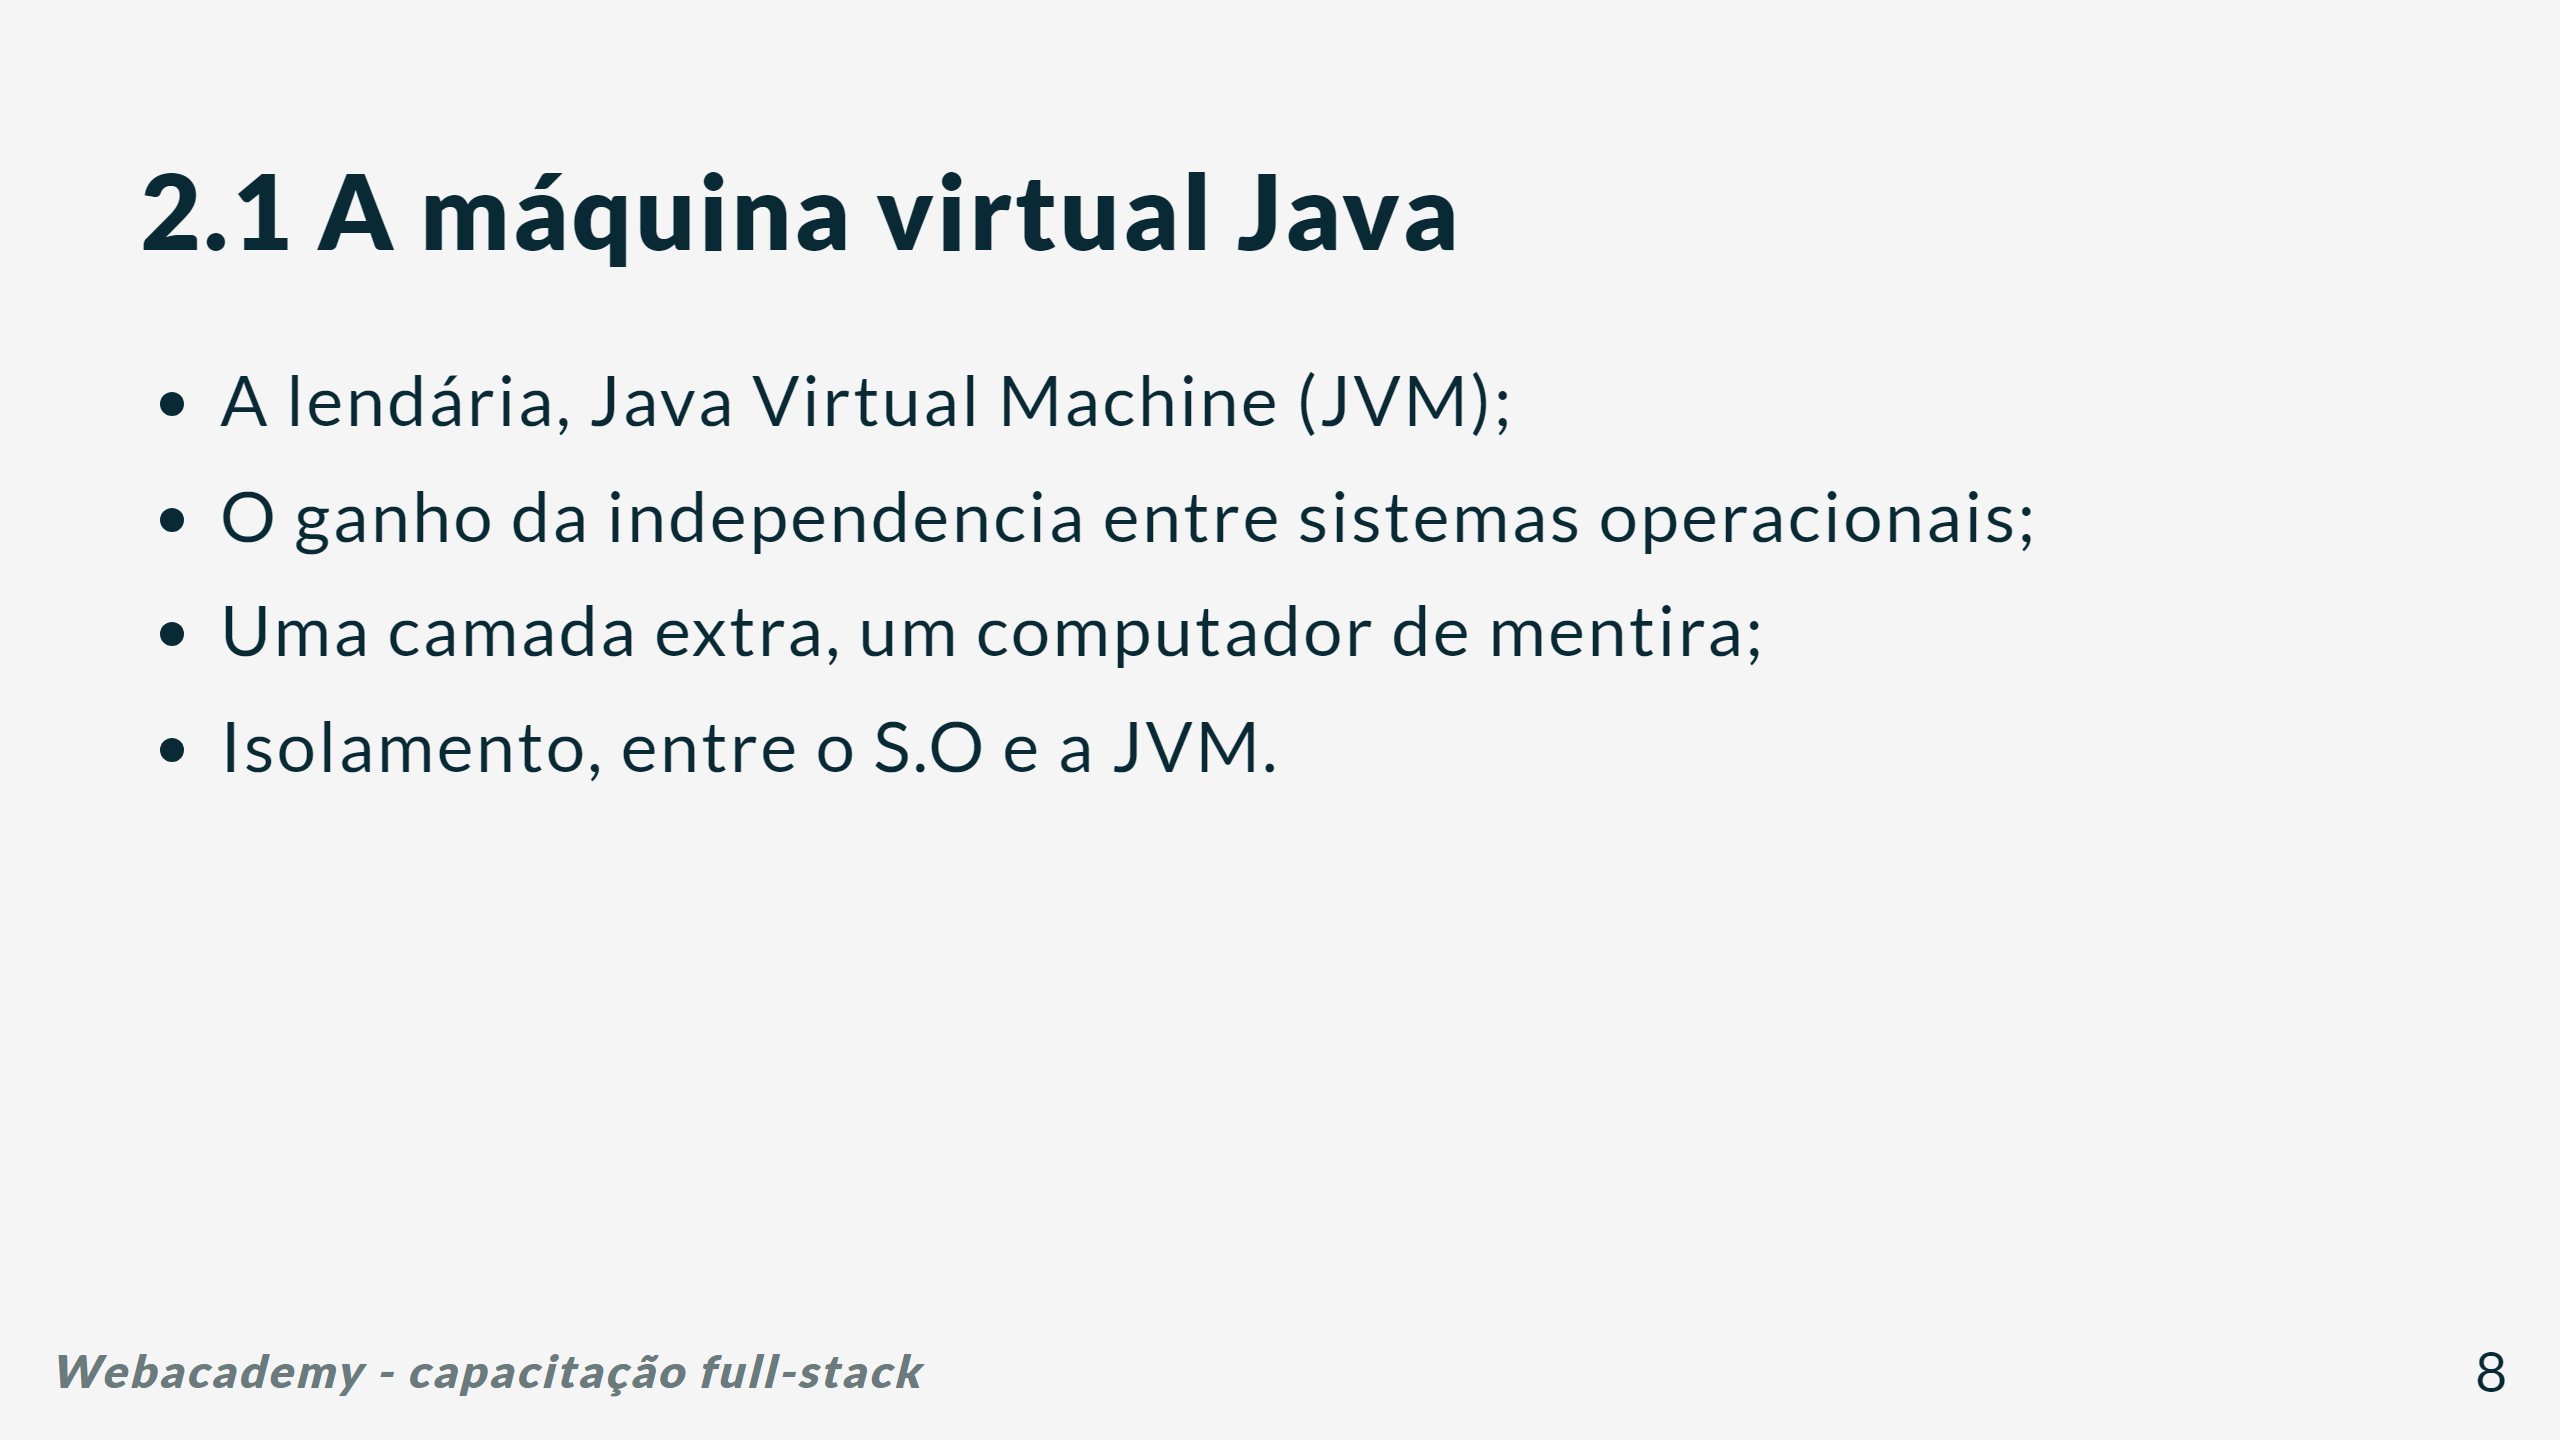 2.1 A máquina virtual Java
• A lendária, Java Virtual Machine (JVM);
• O ganho da independencia entre sistemas operacionais;
• Uma camada extra, um computador de mentira;
• Isolamento, entre o S.O e a JVM.
Webacademy - capacitação full-stack
8